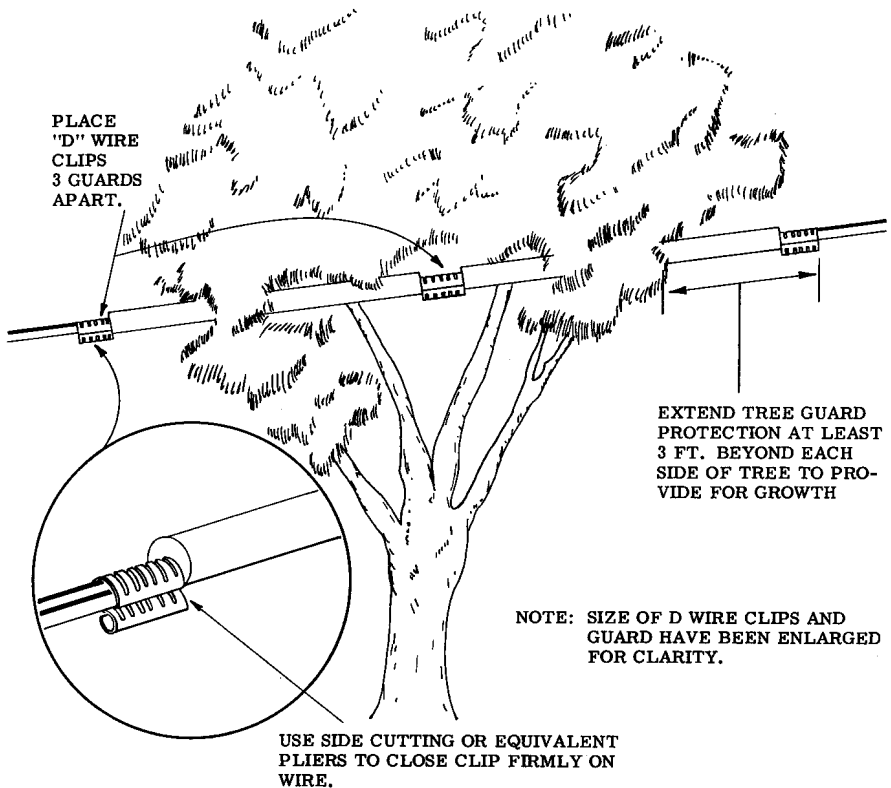 PLACE
"D" WIRE
CLIPS
3 GUARDS
APART.
EXTEND TREE GUARD
PROTECTION AT LEAST
3 FT. BEYOND EACH
SIDE OF TREE TO PRO-
VIDE FOR GROWTH
NOTE: SIZE OF D WIRE CLIPS AND
GUARD HAVE BEEN ENLARGED
FOR CLARITY.
USE SIDE CUTTING OR EQUIVALENT
PLIERS TO CLOSE CLIP FIRMLY ON
WIRE.